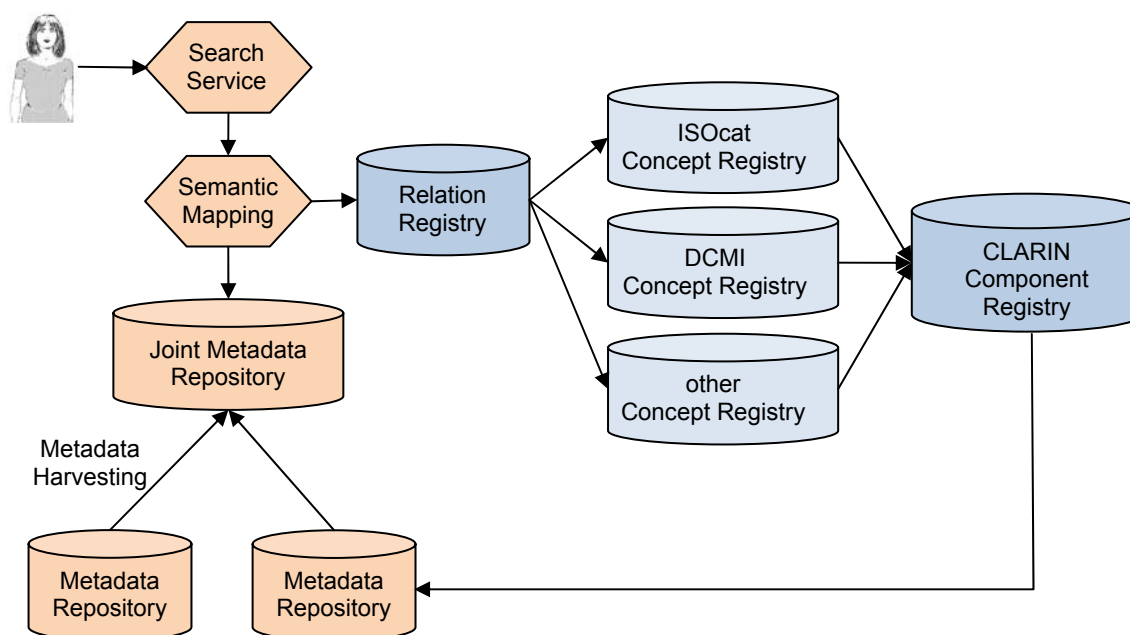 Search
Service
Semantic
Mapping
Relation
Registry
ISOcat
Concept Registry
DCMI
Concept Registry
other
Concept Registry
CLARIN
Component
Registry
Joint Metadata
Repository
Metadata
Harvesting
Metadata
Repository
Metadata
Repository